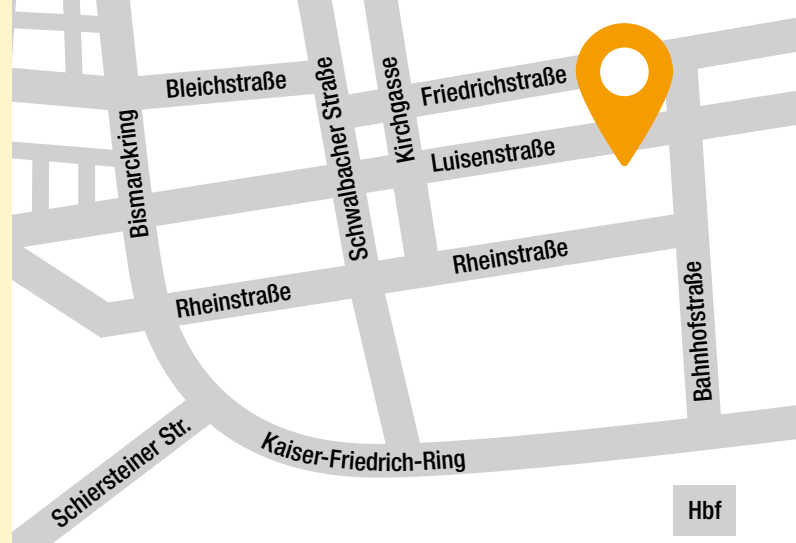 Bleichstraße
Friedrichstraße
Schwalbacher Straße
Kirchgasse
Luisenstraße
Bismarckring
Rheinstraße
Rheinstraße
Bahnhofstraße
Schiersteiner Str.
Kaiser-Friedrich-Ring
Hbf